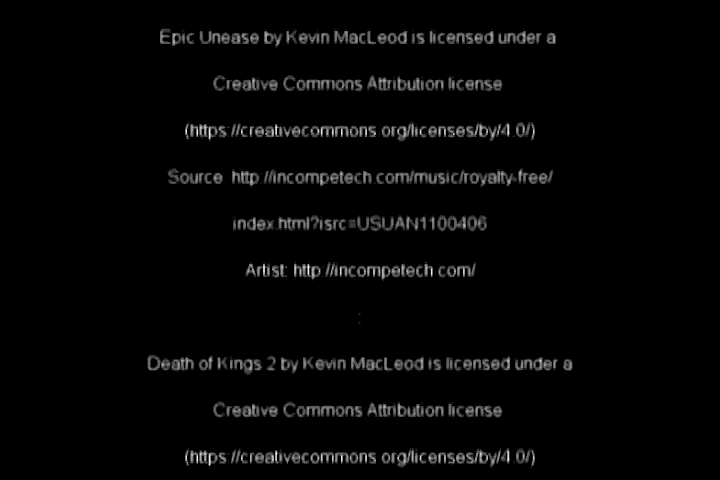 Epic Unease by Kevin MacLeod is licensed under a
Creative Commons Attribution license
(https://creativecommons.org/licenses/by/4.0/)
Source: http://incompetech.com/music/royalty-free/
index.html?isrc=USUAN1100406
Artist: http://incompetech.com/
:
Death of Kings 2 by Kevin MacLeod is licensed under a
Creative Commons Attribution license
(https://creativecommons.org/licenses/by/4.0/)